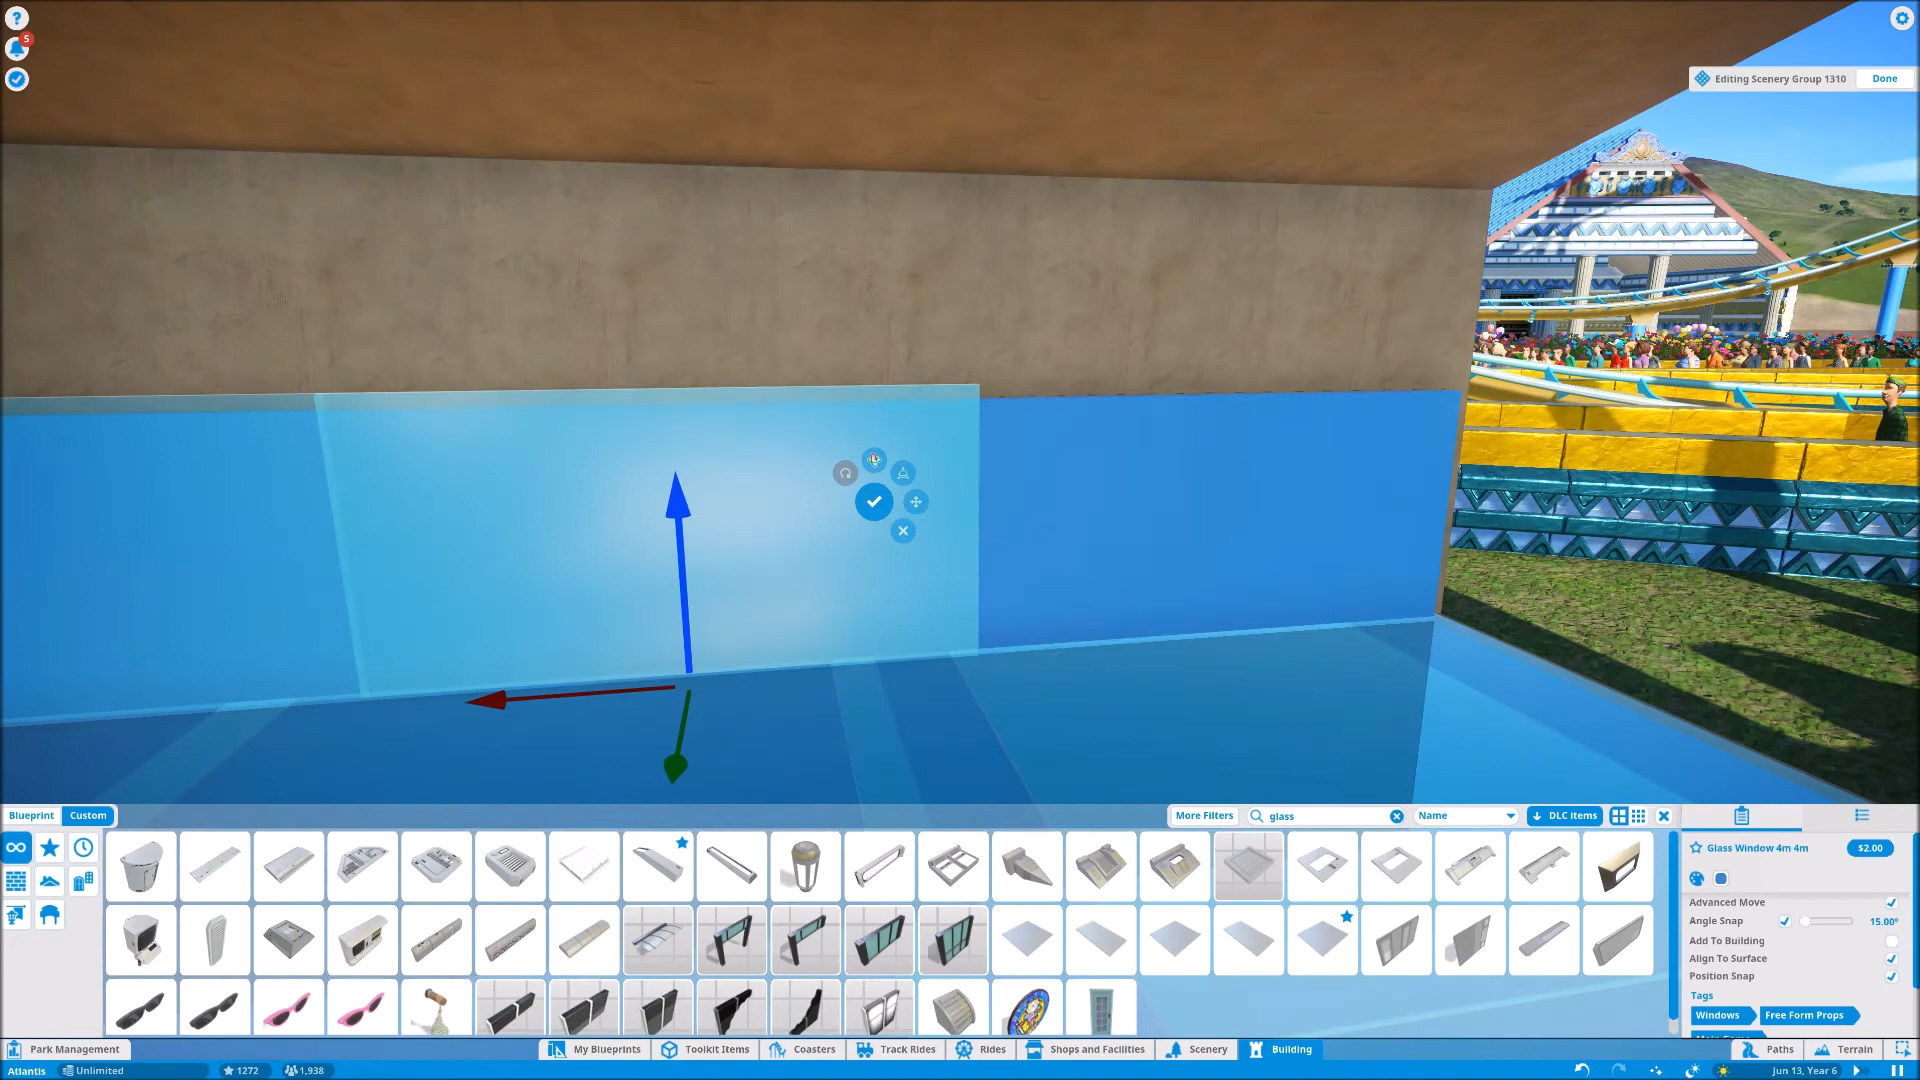 ?
5
Editing Scenery Group 1310
Done
Blueprint
Custom
More Filters
glass
Name
DLC items
Glass Window 4m 4m
$2.00
Advanced Move
Angle Snap
15.00°
Add To Building
Align To Surface
Position Snap
Tags
Windows
Free Form Props
Park Management
My Blueprints
Toolkit Items
Coasters
Track Rides
Rides
Shops and Facilities
Scenery
Building
Paths
Terrain
Atlantis
Unlimited
1272
1,938
Jun 13, Year 6